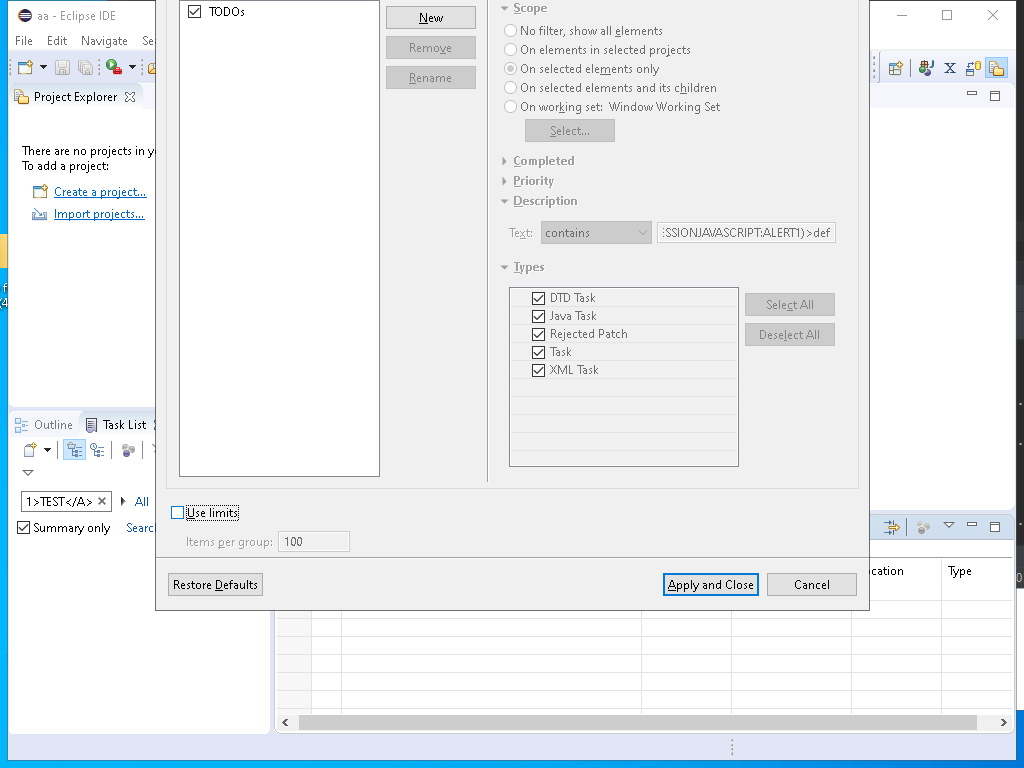 aa - Eclipse IDE
File Edit Navigate Se
Project Explorer
There are no projects in y
To add a project:
Create a project...
Import projects...
TODOs
New
Remove
Rename
Scope
No filter, show all elements
On elements in selected projects
On selected elements only
On selected elements and its children
On working set: Window Working Set
Select...
Completed
Priority
Description
Text: contains SSIONJAVASCRIPT:ALERT1)>def
Types
DTD Task
Java Task
Rejected Patch
Task
XML Task
Select All
Deselect All
Outline Task List
1>TEST</A> All
Summary only Searc
Use limits
Items per group: 100
Restore Defaults
Apply and Close
Cancel
cation Type